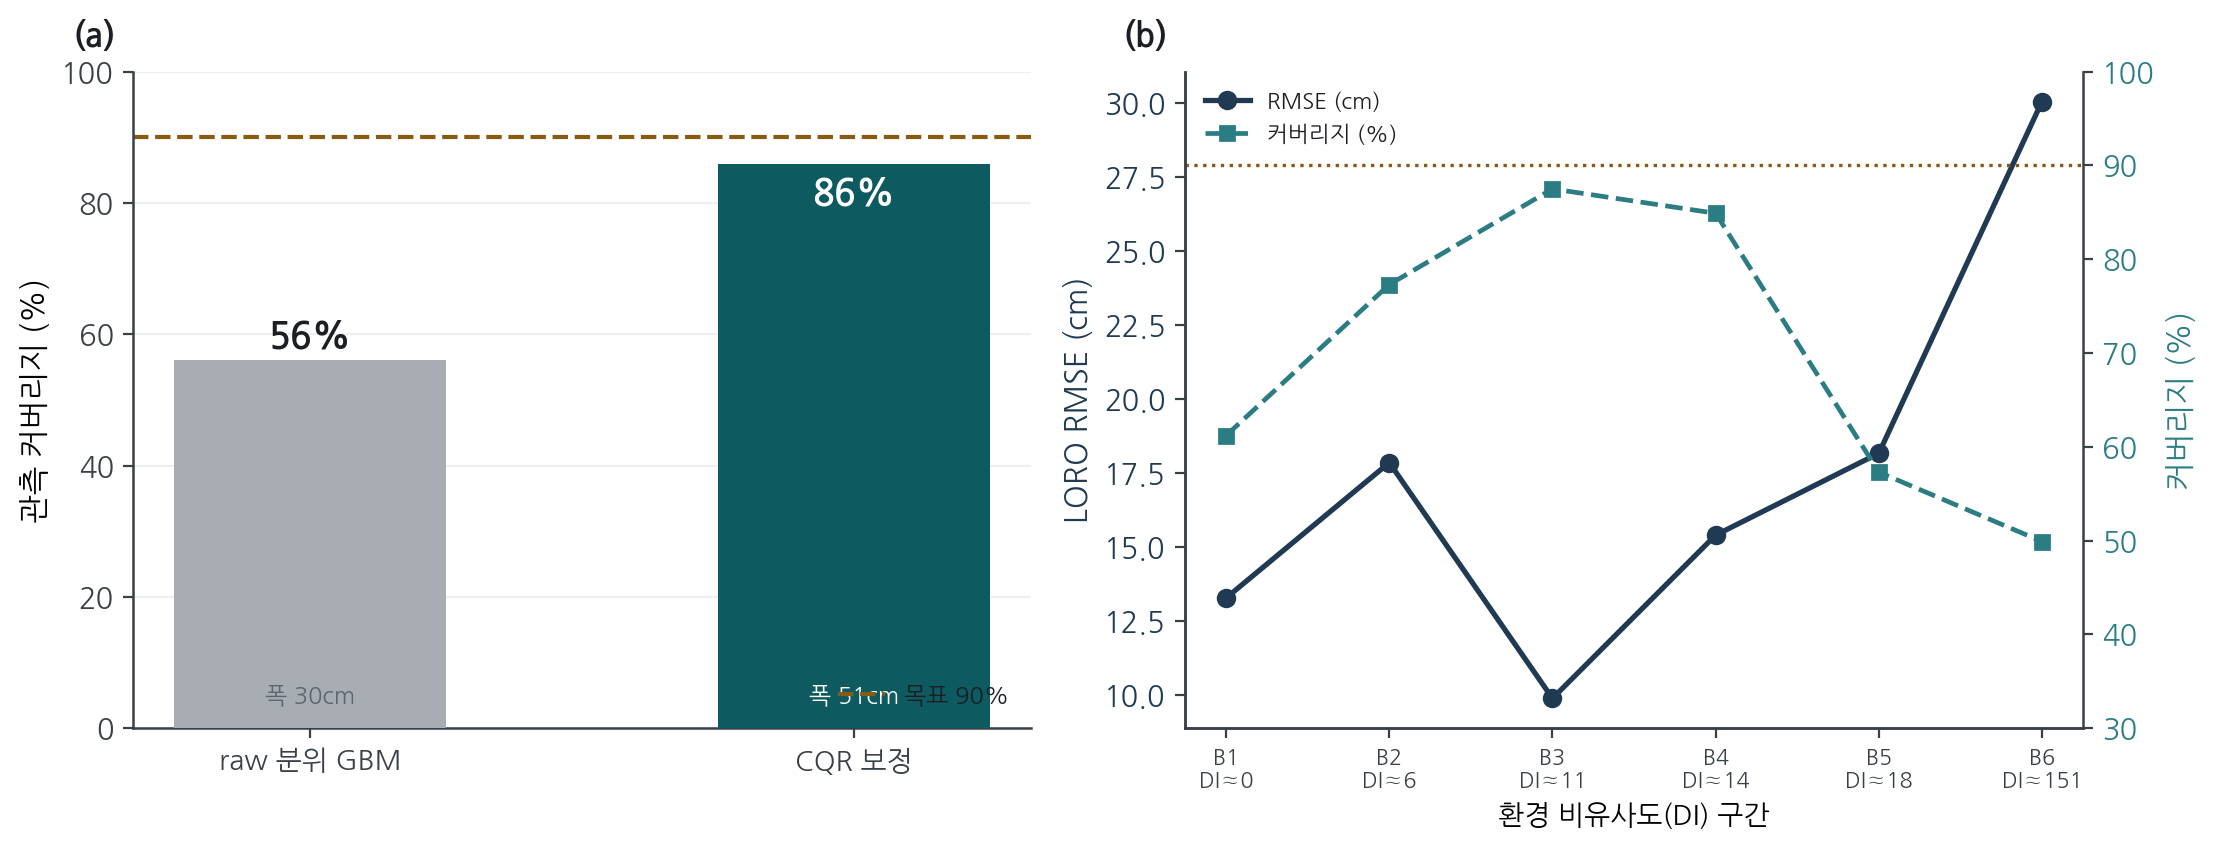 (a)
관측 커버리지 (%)
100
80
60
40
20
0
56%
86%
폭 30cm
폭 51cm
목표 90%
raw 분위 GBM
CQR 보정
(b)
LORO RMSE (cm)
30.0
27.5
25.0
22.5
20.0
17.5
15.0
12.5
10.0
RMSE (cm)
커버리지 (%)
100
90
80
70
60
50
40
30
커버리지 (%)
B1
DI≈0
B2
DI≈6
B3
DI≈11
B4
DI≈14
B5
DI≈18
B6
DI≈151
환경 비유사도(DI) 구간